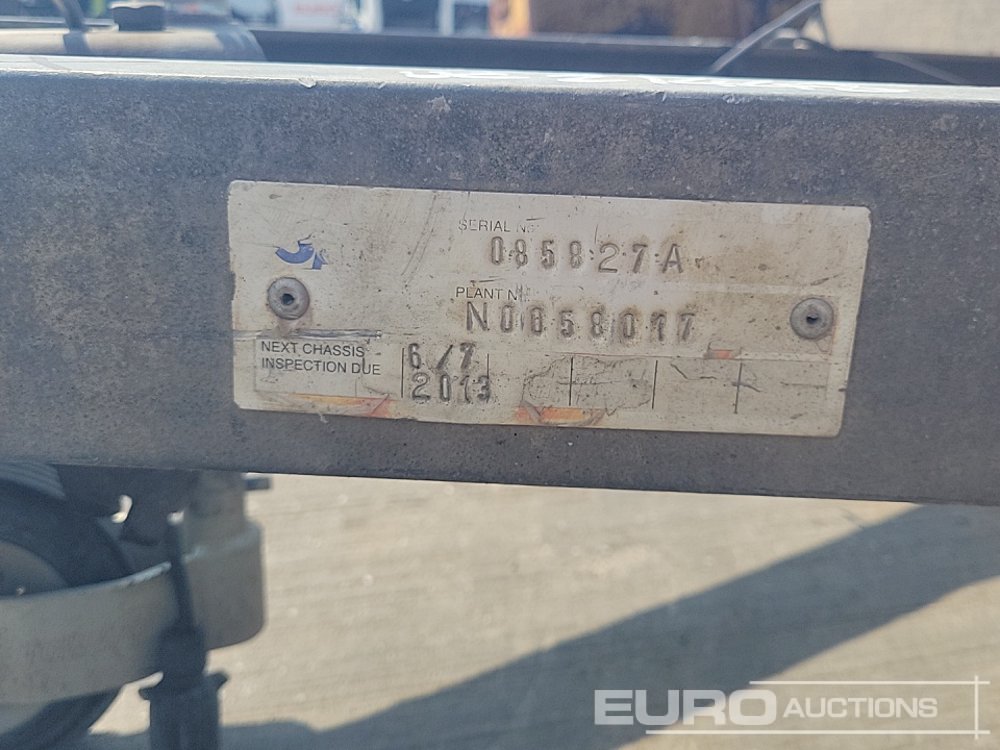 SERIAL No
085827A
PLANT No
N0058017
NEXT CHASSIS
INSPECTION DUE
6/7
2013
EURO AUCTIONS